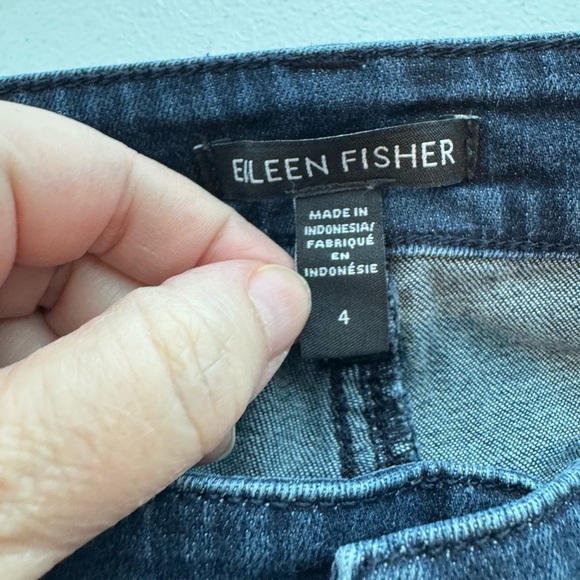 EILEEN FISHER
MADE IN
INDONESIA/
FABRIQUÉ
EN
INDONÉSIE
4